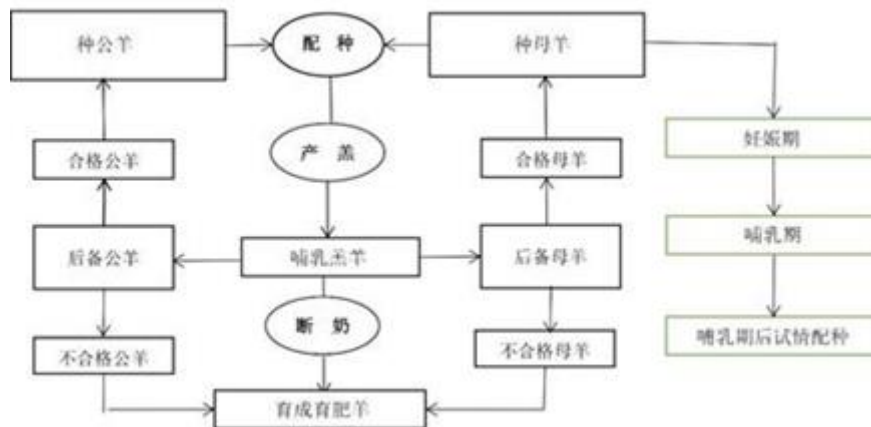 种公羊
配 种
种母羊
妊娠期
合格公羊
产 羔
合格母羊
哺乳期
后备公羊
哺乳羔羊
后备母羊
断 奶
哺乳期后试情配种
不合格公羊
不合格母羊
育成育肥羊